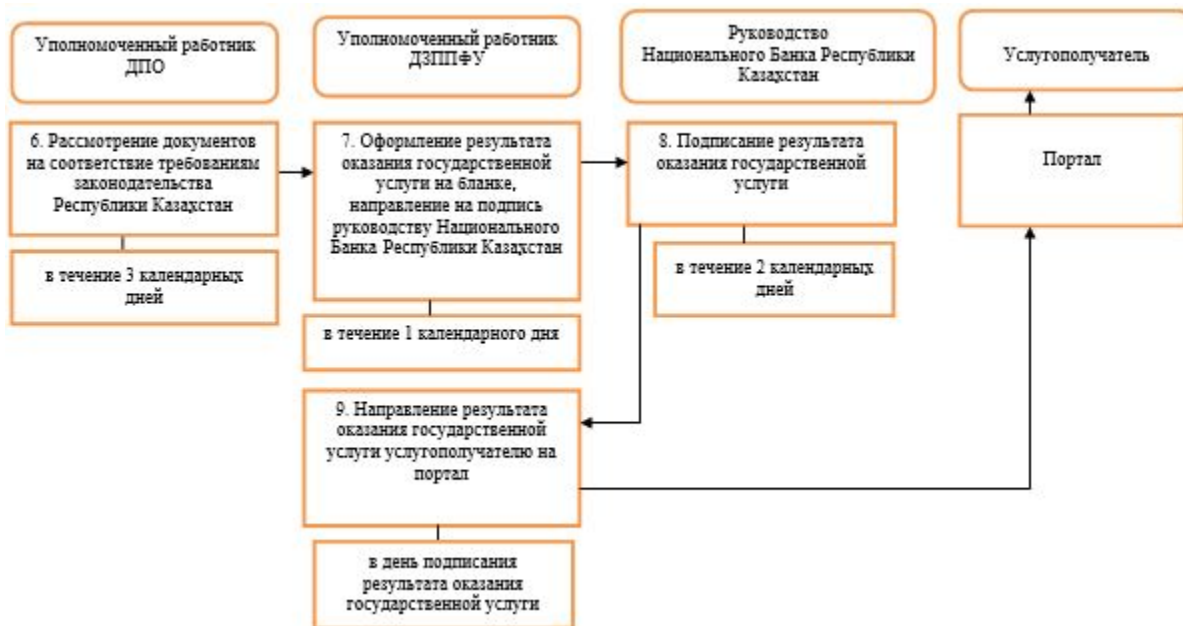 Уполномоченный работник
ДПО
Уполномоченный работник
ДЗППФУ
Руководство
Национального Банка Республики
Казахстан
Услугополучатель
6. Рассмотрение документов
на соответствие требованиям
законодательства
Республики Казахстан
7. Оформление результата
оказания государственной
услуги на бланке,
направление на подпись
руководству Национального
Банка Республики Казахстан
8. Подписание результата
оказания государственной
услуги
Портал
в течение 3 календарных
дней
в течение 2 календарных
дней
в течение 1 календарного дня
9. Направление результата
оказания государственной
услуги услугополучателю на
портал
в день подписания
результата оказания
государственной услуги